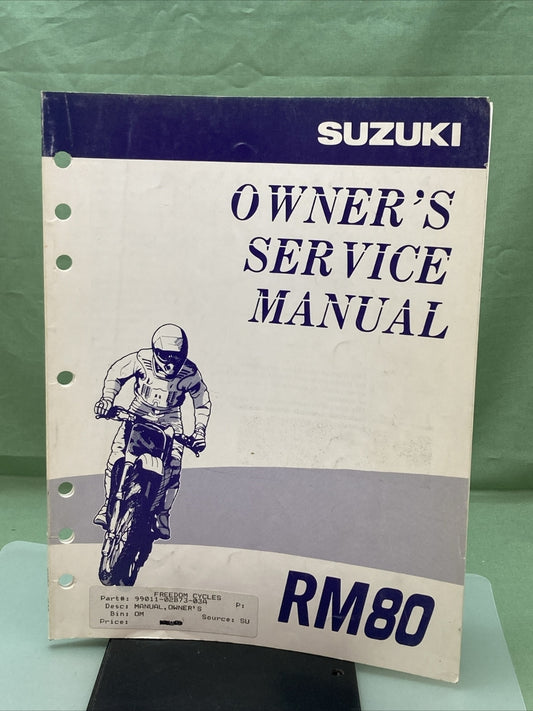 SUZUKI
OWNER'S
SERVICE
MANUAL
RM80
FREEDOM CYCLES
Part#: 99011-02B73-03A P:
Desc: MANUAL,OWNER'S
Bin: OM Source: SU
Price: